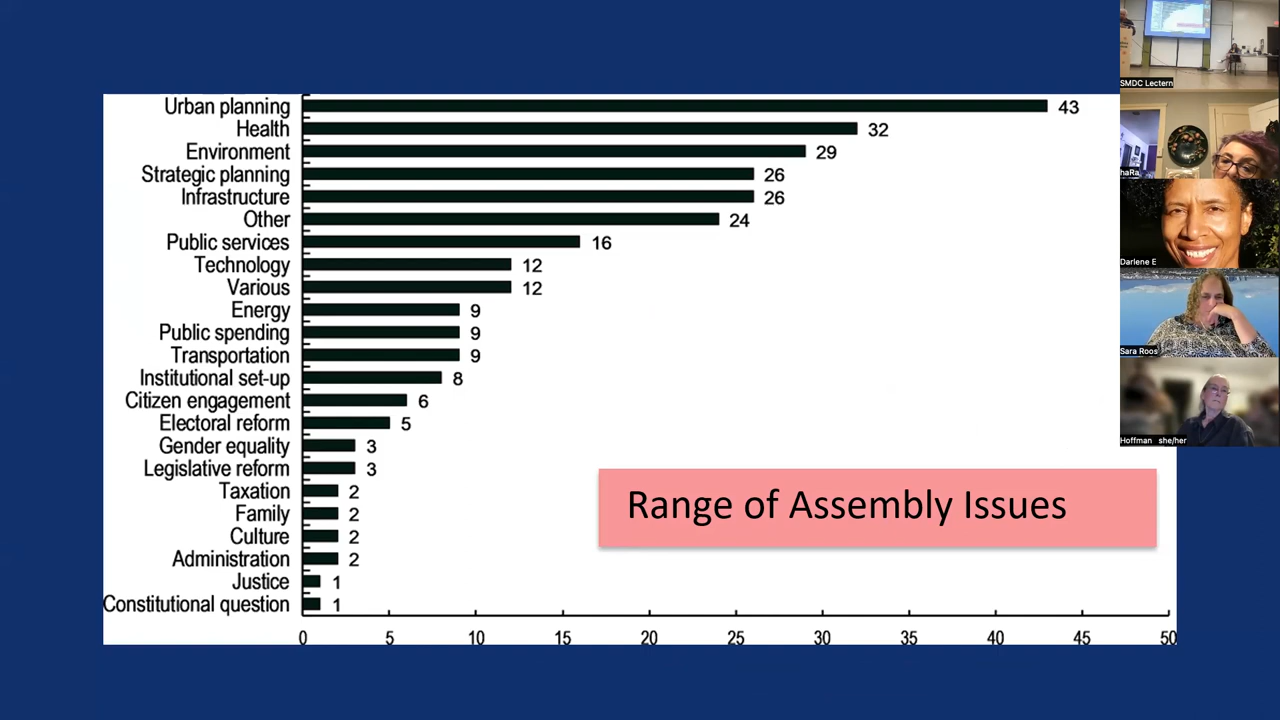 Urban planning 43
Health 32
Environment 29
Strategic planning 26
Infrastructure 26
Other 24
Public services 16
Technology 12
Various 12
Energy 9
Public spending 9
Transportation 9
Institutional set-up 8
Citizen engagement 6
Electoral reform 5
Gender equality 3
Legislative reform 3
Taxation 2
Family 2
Culture 2
Administration 2
Justice 1
Constitutional question 1
0 5 10 15 20 25 30 35 40 45 50
Range of Assembly Issues
SMDC Lectern
haRa
Darlene E
Sara Roos
Hoffman she/her